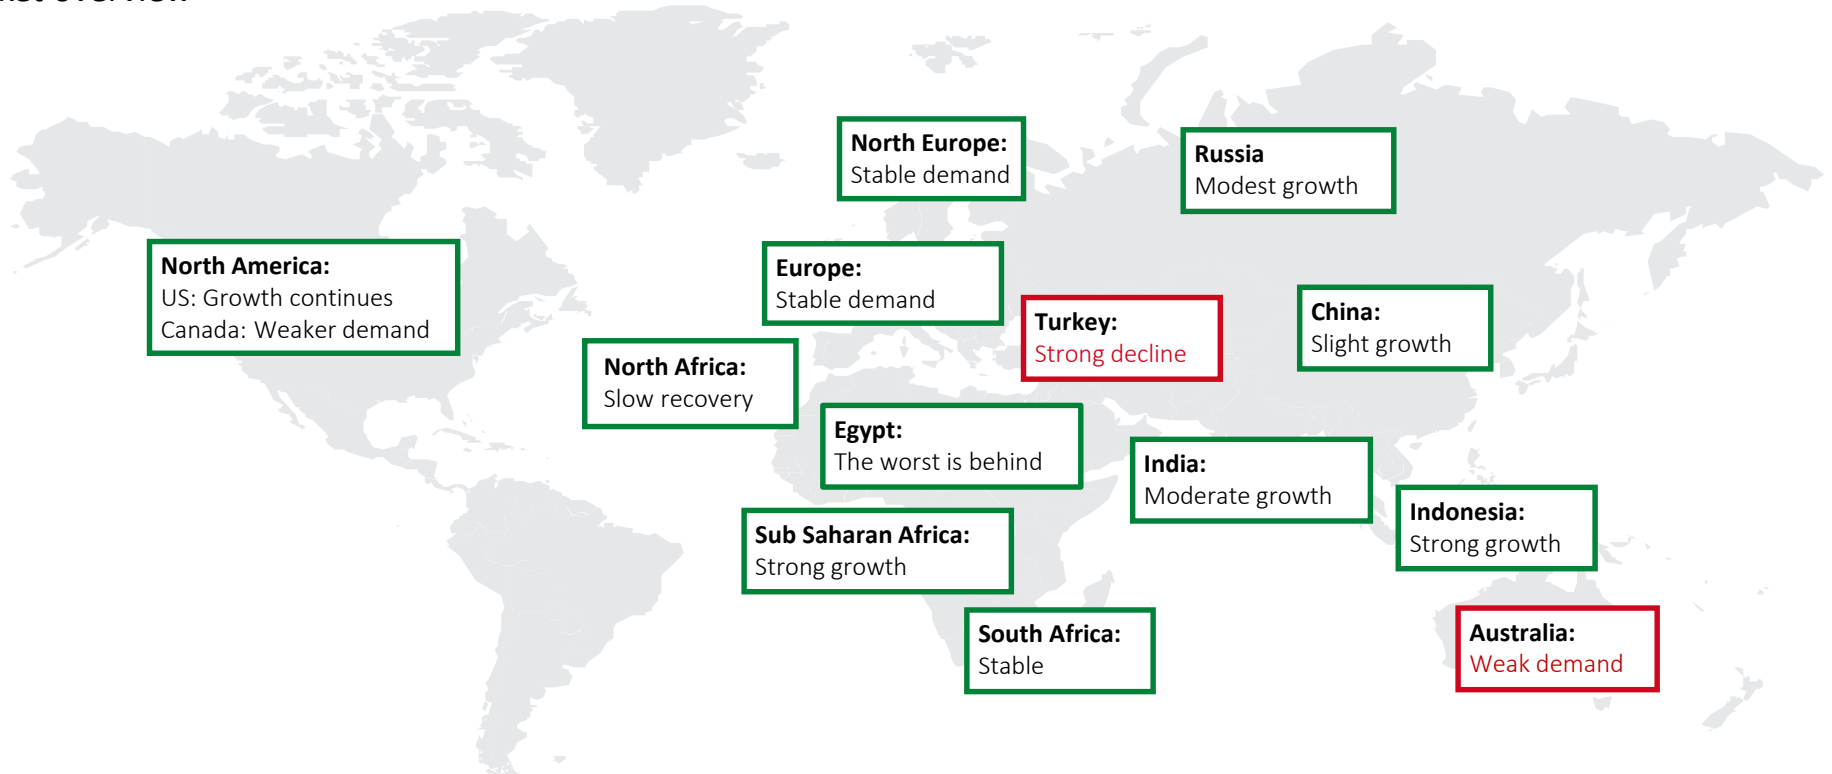 North Europe:
Stable demand
Russia
Modest growth
North America:
US: Growth continues
Canada: Weaker demand
Europe:
Stable demand
Turkey:
Strong decline
China:
Slight growth
North Africa:
Slow recovery
Egypt:
The worst is behind
India:
Moderate growth
Indonesia:
Strong growth
Sub Saharan Africa:
Strong growth
South Africa:
Stable
Australia:
Weak demand